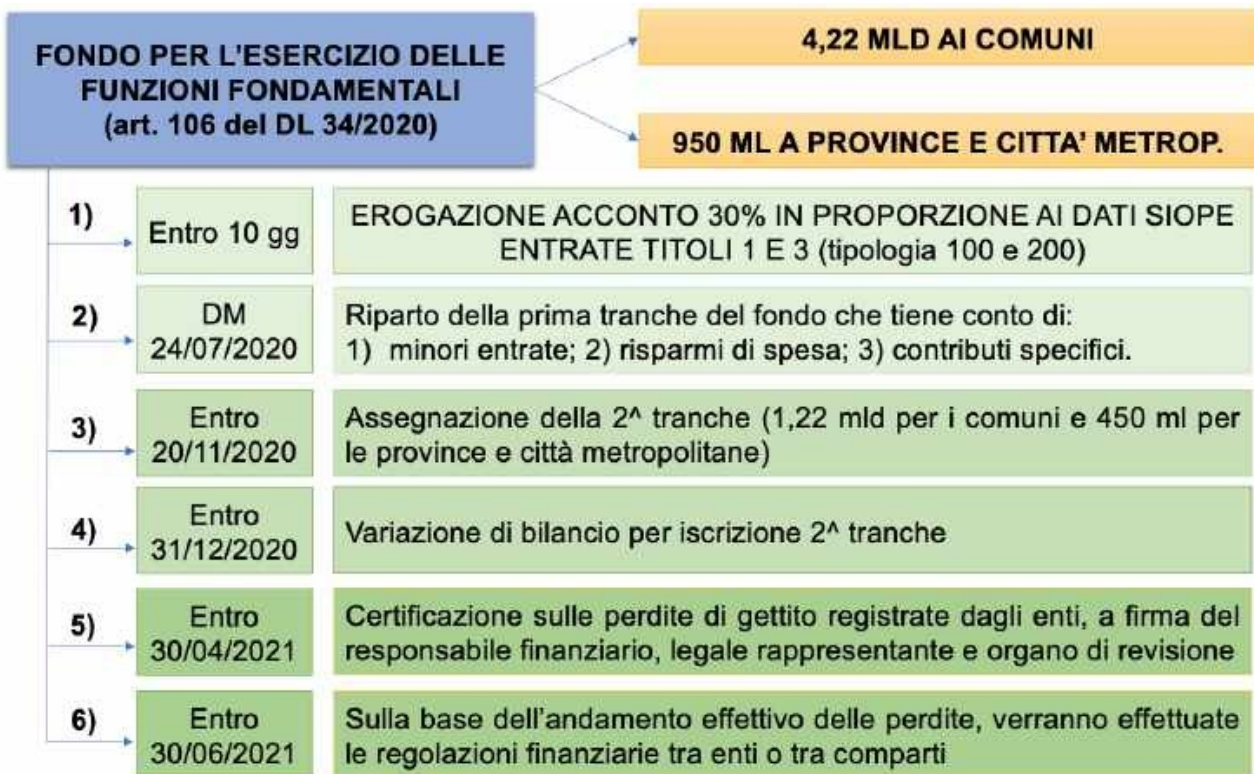 FONDO PER L'ESERCIZIO DELLE
FUNZIONI FONDAMENTALI
(art. 106 del DL 34/2020)
4,22 MLD AI COMUNI
950 ML A PROVINCE E CITTA' METROP.
1)
Entro 10 gg
EROGAZIONE ACCONTO 30% IN PROPORZIONE AI DATI SIOPE
ENTRATE TITOLI 1 E 3 (tipologia 100 e 200)
2)
DM
24/07/2020
Riparto della prima tranche del fondo che tiene conto di:
1) minori entrate; 2) risparmi di spesa; 3) contributi specifici.
3)
Entro
20/11/2020
Assegnazione della 2^ tranche (1,22 mld per i comuni e 450 ml per
le province e città metropolitane)
4)
Entro
31/12/2020
Variazione di bilancio per iscrizione 2^ tranche
5)
Entro
30/04/2021
Certificazione sulle perdite di gettito registrate dagli enti, a firma del
responsabile finanziario, legale rappresentante e organo di revisione
6)
Entro
30/06/2021
Sulla base dell'andamento effettivo delle perdite, verranno effettuate
le regolazioni finanziarie tra enti o tra comparti